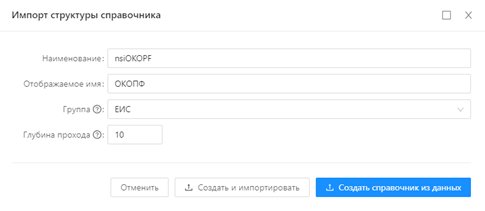 Импорт структуры справочника
Наименование: nsiOKOPF
Отображаемое имя: ОКОПФ
Группа ?: ЕИС
Глубина прохода ?: 10
Отменить Создать и импортировать Создать справочник из данных